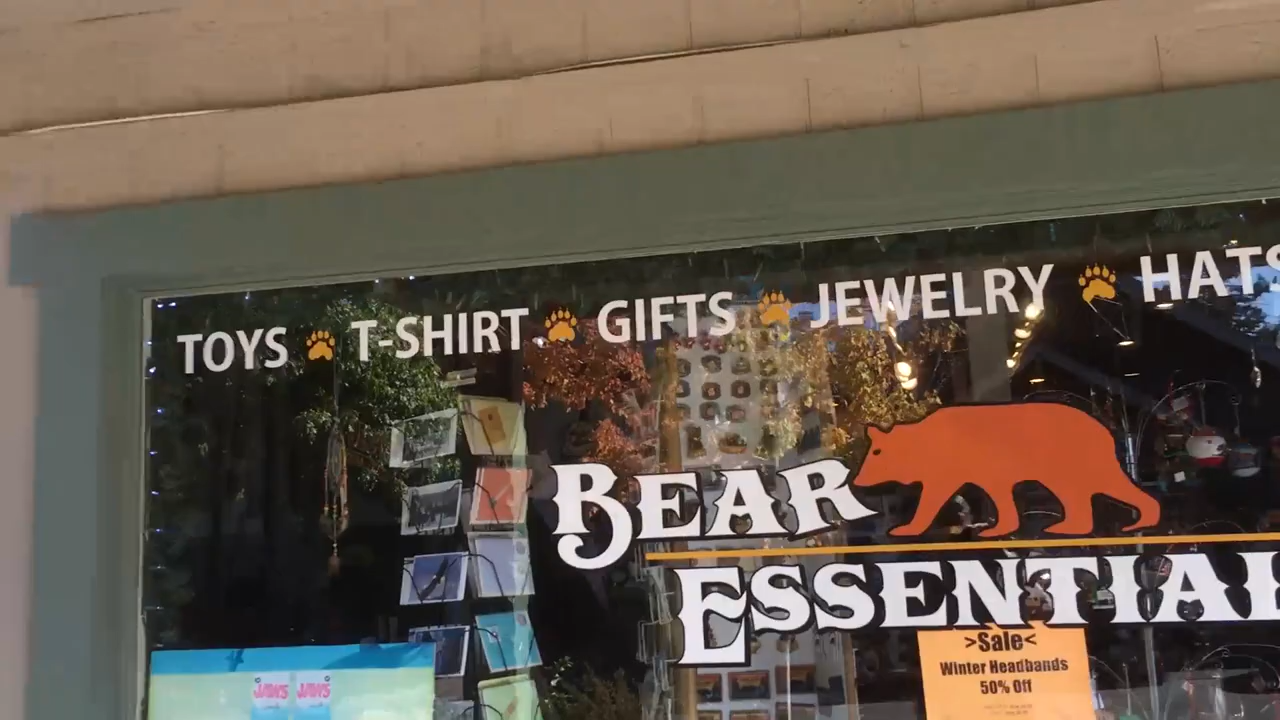 TOYS T-SHIRT GIFTS JEWELRY HATS
BEAR
ESSENTIAL
>Sale<
Winter Headbands
50% Off
JAWS JAWS